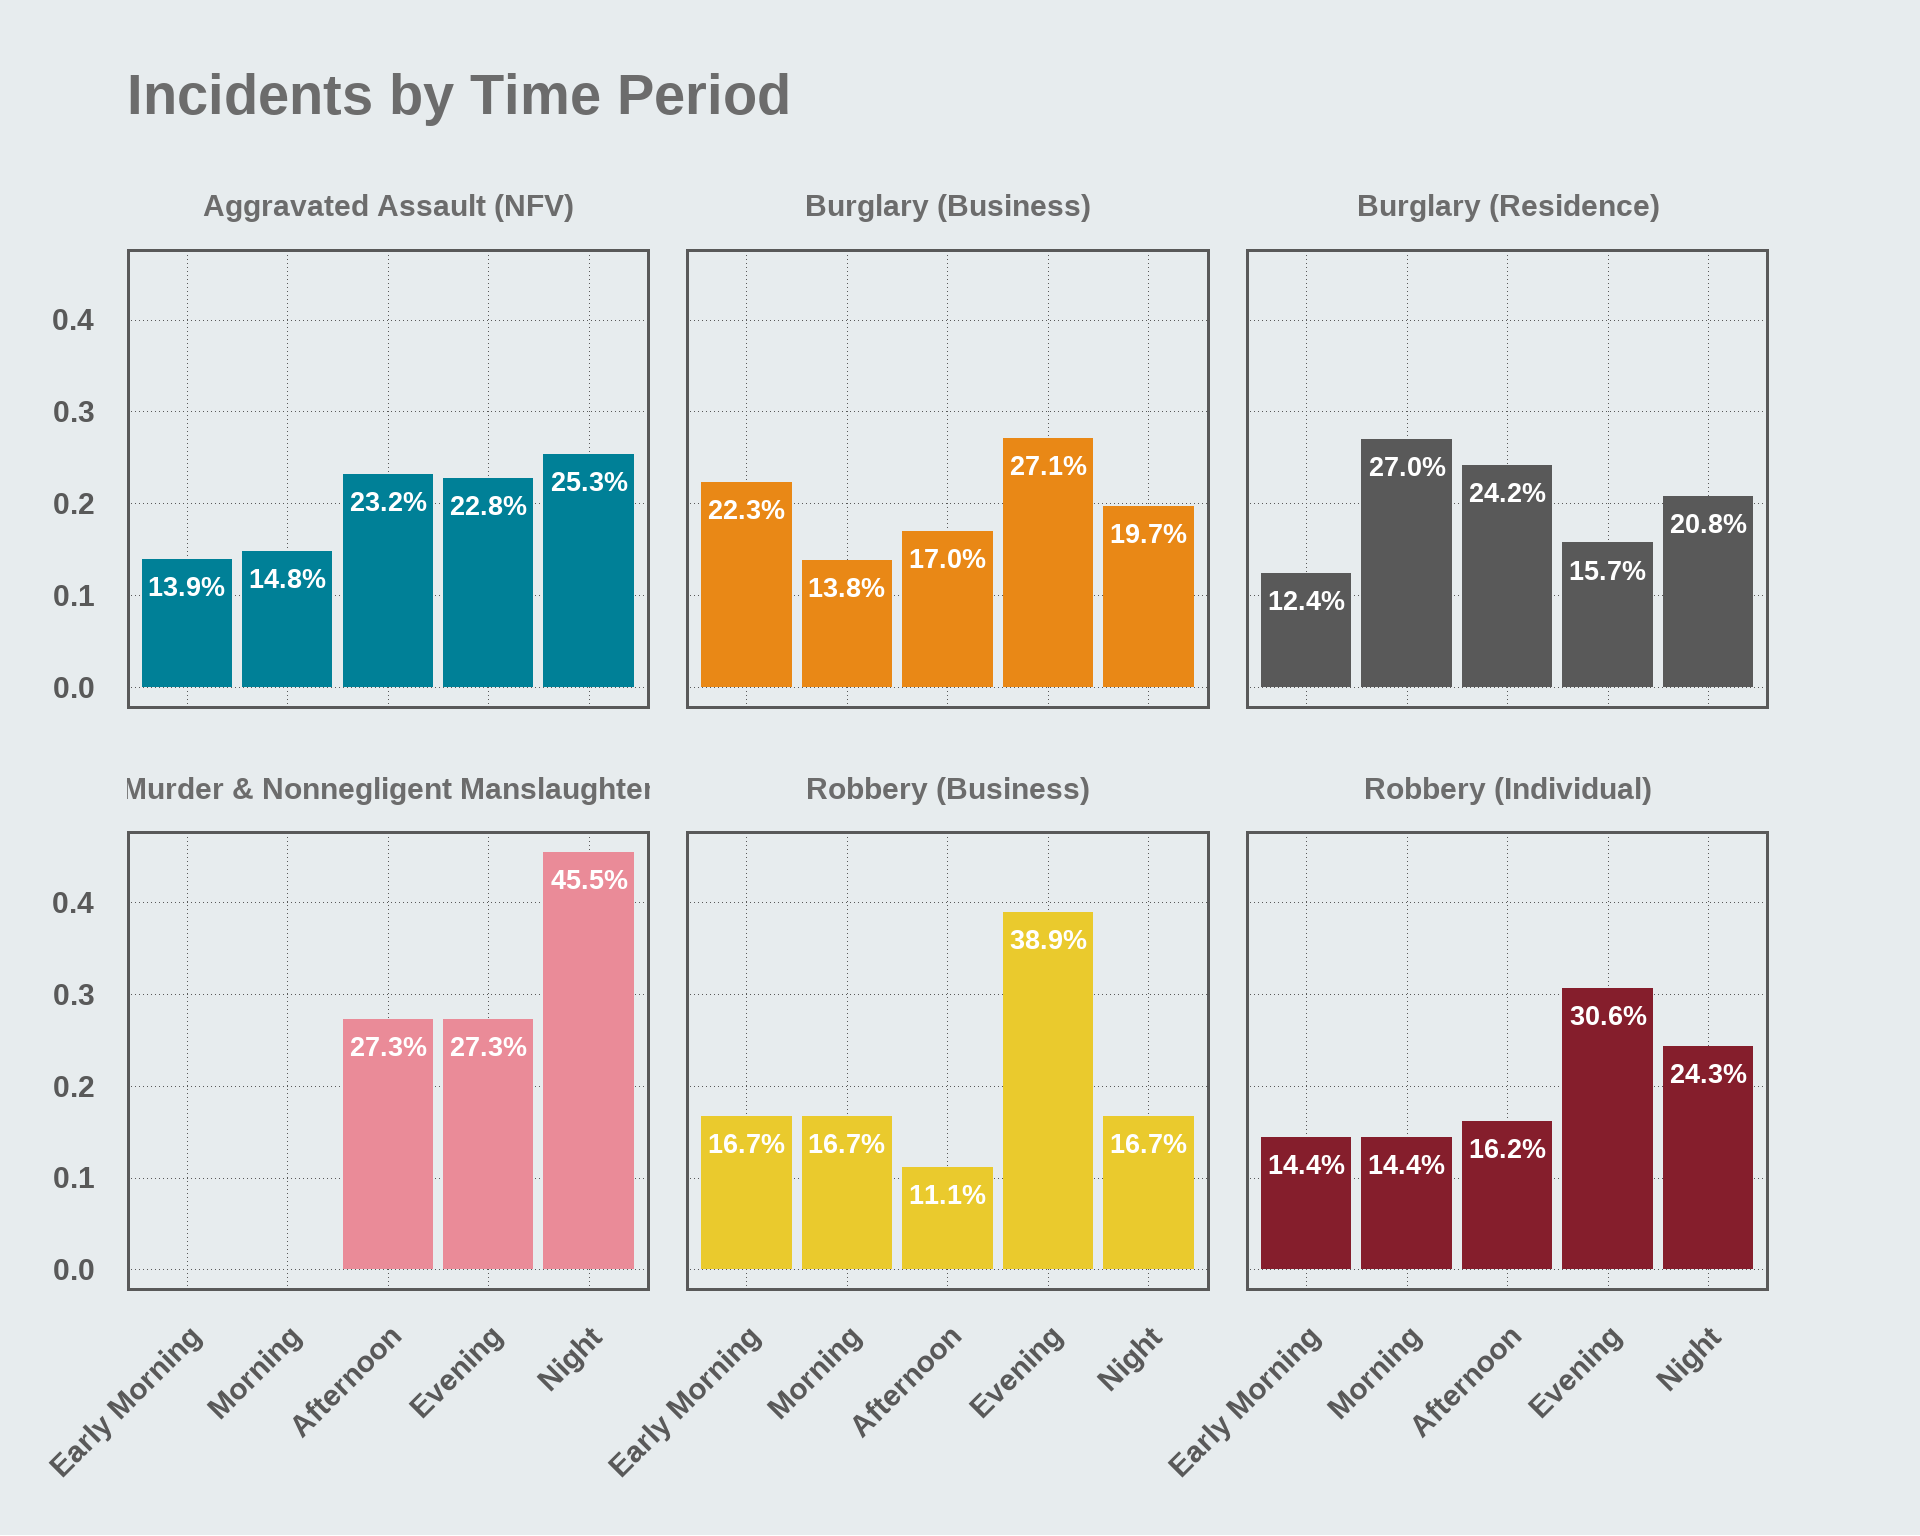 Incidents by Time Period
Aggravated Assault (NFV)
Burglary (Business)
Burglary (Residence)
0.4
0.3
0.2
0.1
0.0
13.9%
14.8%
23.2%
22.8%
25.3%
22.3%
13.8%
17.0%
27.1%
19.7%
12.4%
27.0%
24.2%
15.7%
20.8%
Murder & Nonnegligent Manslaughter
Robbery (Business)
Robbery (Individual)
0.4
0.3
0.2
0.1
0.0
27.3%
27.3%
45.5%
16.7%
16.7%
11.1%
38.9%
16.7%
14.4%
14.4%
16.2%
30.6%
24.3%
Early Morning
Morning
Afternoon
Evening
Night
Early Morning
Morning
Afternoon
Evening
Night
Early Morning
Morning
Afternoon
Evening
Night